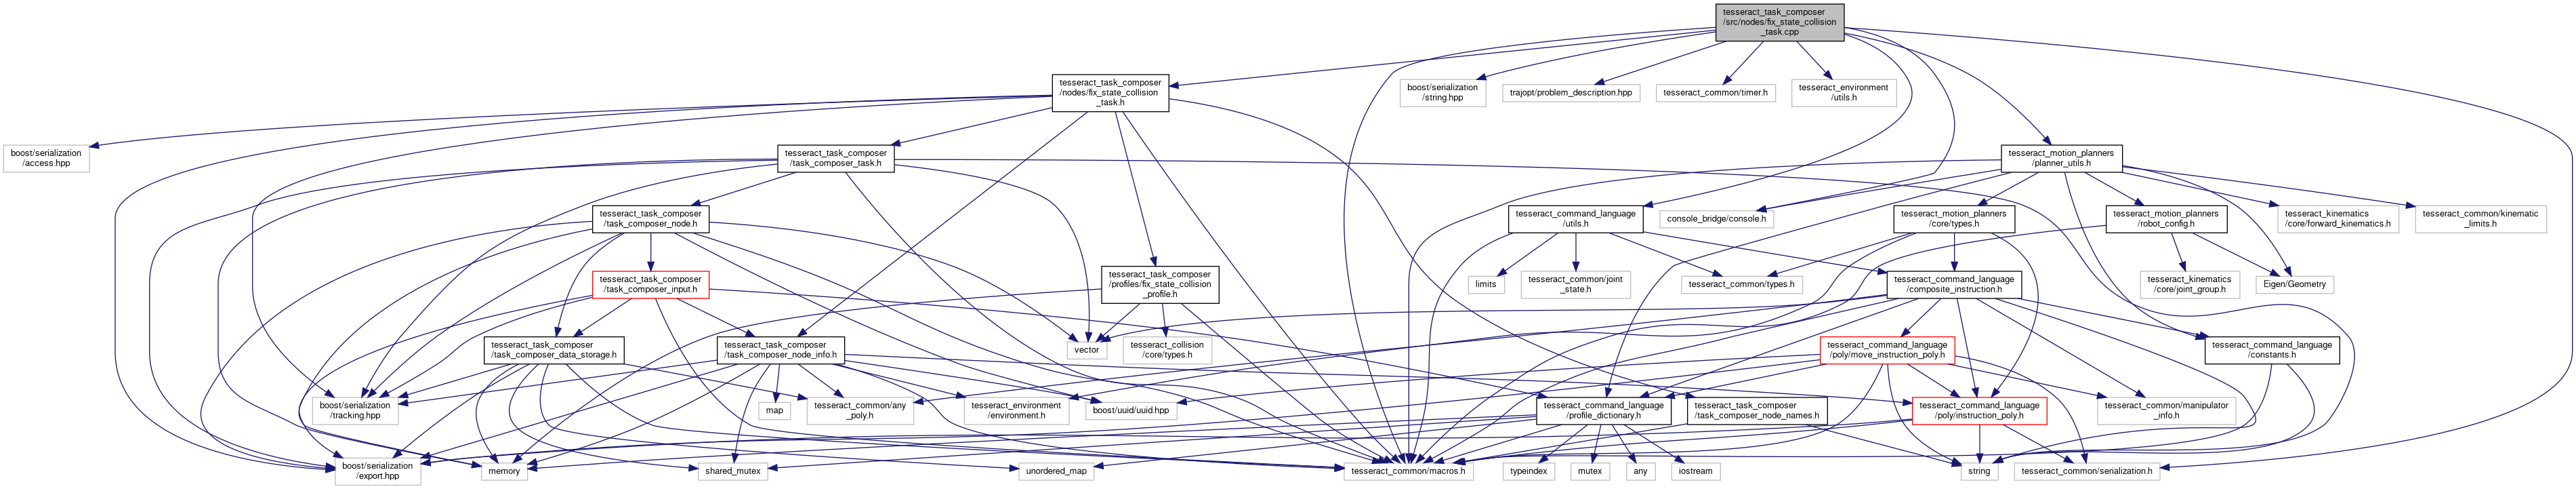 tesseract_task_composer
/src/nodes/fix_state_collision
_task.cpp
tesseract_task_composer
/nodes/fix_state_collision
_task.h
boost/serialization
/string.hpp
trajopt/problem_description.hpp
tesseract_common/timer.h
tesseract_environment
/utils.h
boost/serialization
/access.hpp
tesseract_task_composer
/task_composer_task.h
tesseract_motion_planners
/planner_utils.h
tesseract_task_composer
/task_composer_node.h
tesseract_command_language
/utils.h
console_bridge/console.h
tesseract_motion_planners
/core/types.h
tesseract_motion_planners
/robot_config.h
tesseract_kinematics
/core/forward_kinematics.h
tesseract_common/kinematic
_limits.h
tesseract_task_composer
/task_composer_input.h
tesseract_task_composer
/profiles/fix_state_collision
_profile.h
limits
tesseract_common/joint
_state.h
tesseract_common/types.h
tesseract_command_language
/composite_instruction.h
tesseract_kinematics
/core/joint_group.h
Eigen/Geometry
tesseract_task_composer
/task_composer_data_storage.h
tesseract_task_composer
/task_composer_node_info.h
vector
tesseract_collision
/core/types.h
tesseract_command_language
/poly/move_instruction_poly.h
tesseract_command_language
/constants.h
boost/serialization
/tracking.hpp
map
tesseract_common/any
_poly.h
tesseract_environment
/environment.h
boost/uuid/uuid.hpp
tesseract_command_language
/profile_dictionary.h
tesseract_task_composer
/task_composer_node_names.h
tesseract_command_language
/poly/instruction_poly.h
tesseract_common/manipulator
_info.h
boost/serialization
/export.hpp
memory
shared_mutex
unordered_map
tesseract_common/macros.h
typeindex
mutex
any
iostream
string
tesseract_common/serialization.h